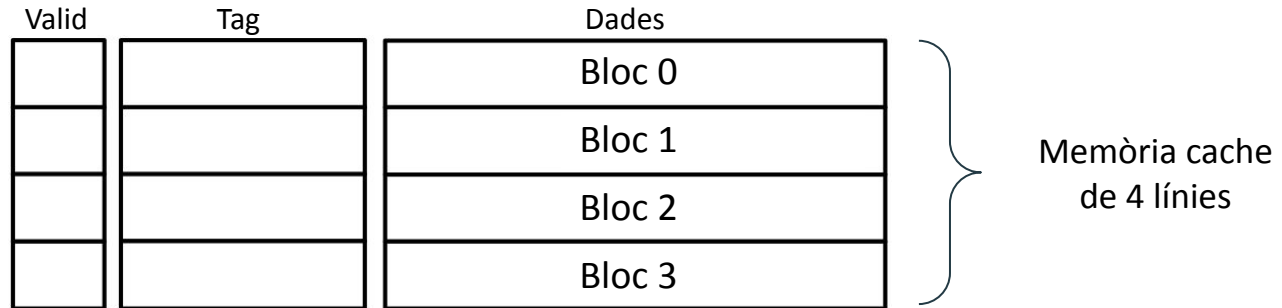 Valid Tag Dades
Bloc 0
Bloc 1
Bloc 2
Bloc 3
Memòria cache
de 4 línies